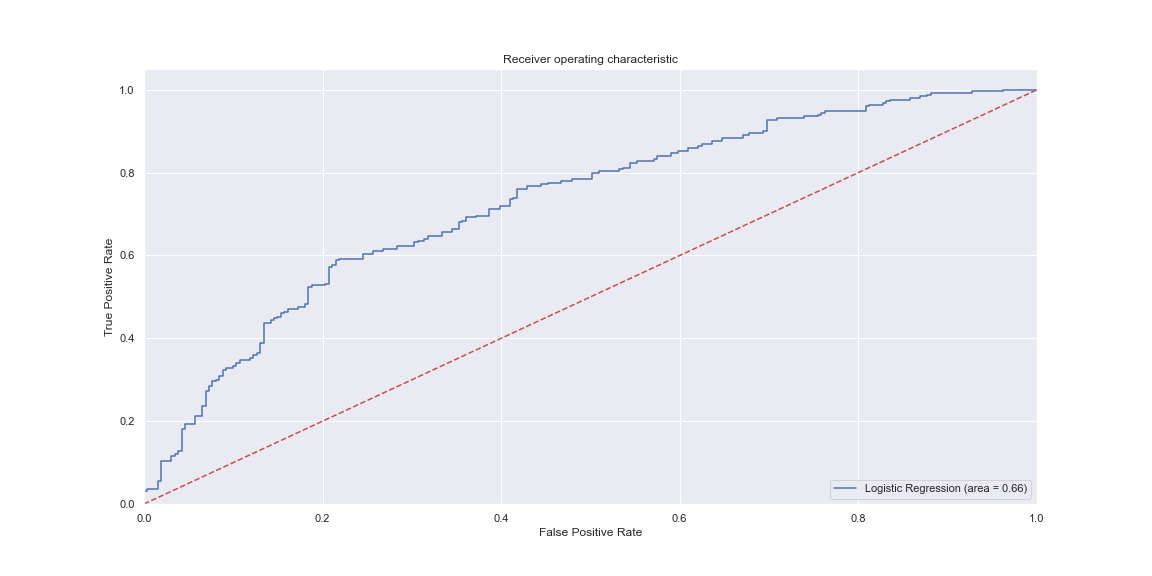 Receiver operating characteristic
1.0
0.8
0.6
0.4
0.2
0.0
True Positive Rate
Logistic Regression (area = 0.66)
0.0 0.2 0.4 0.6 0.8 1.0
False Positive Rate